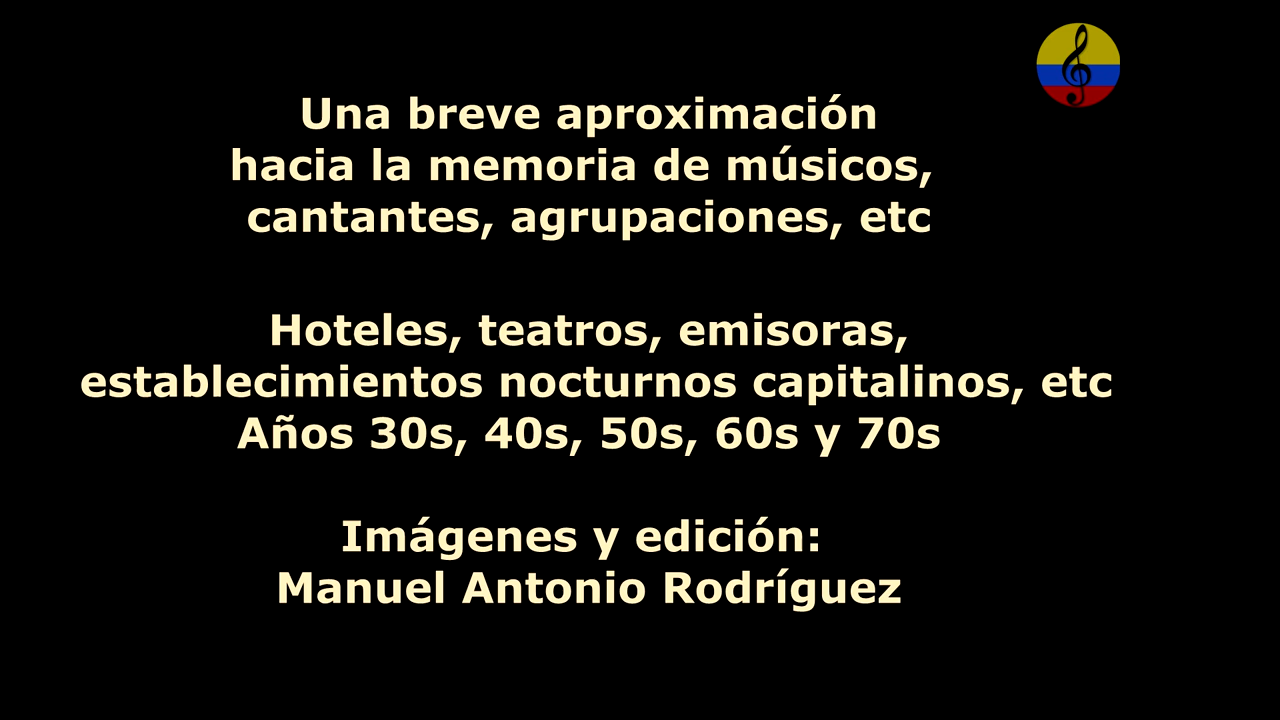 Una breve aproximación
hacia la memoria de músicos,
cantantes, agrupaciones, etc
Hoteles, teatros, emisoras,
establecimientos nocturnos capitalinos, etc
Años 30s, 40s, 50s, 60s y 70s
Imágenes y edición:
Manuel Antonio Rodríguez